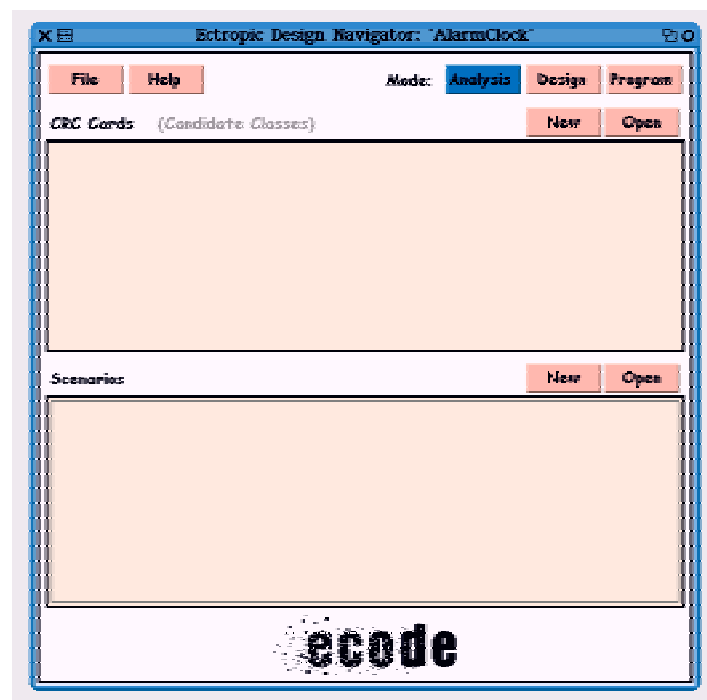 Ectropic Design Navigator: "AlarmClock"
File Help Mode: Analysis Design Program
CRC Cards (Candidate Classes) New Open
Scenarios New Open
ecode